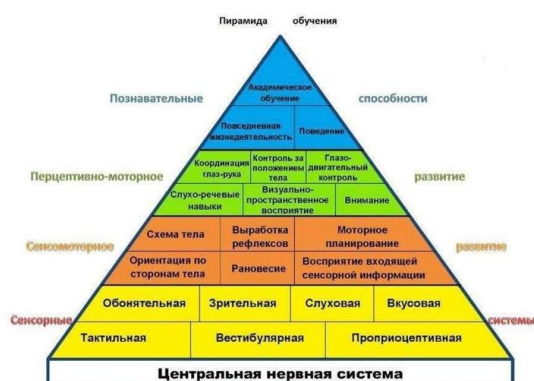 Пирамида обучения
Академическое
обучение
Познавательные способности
Повседневная
жизнедеятельность
Поведение
Координация
глаз-рука
Контроль за
положением
тела
Глазо-
двигательный
контроль
Перцептивно-моторное развитие
Слухо-речевые
навыки
Визуально-
пространственное
восприятие
Внимание
Схема тела
Выработка
рефлексов
Моторное
планирование
Сенсомоторное развитие
Ориентация по
сторонам тела
Рановесие
Восприятие входящей
сенсорной информации
Обонятельная
Зрительная
Слуховая
Вкусовая
Сенсорные системы
Тактильная
Вестибулярная
Проприоцептивная
Центральная нервная система